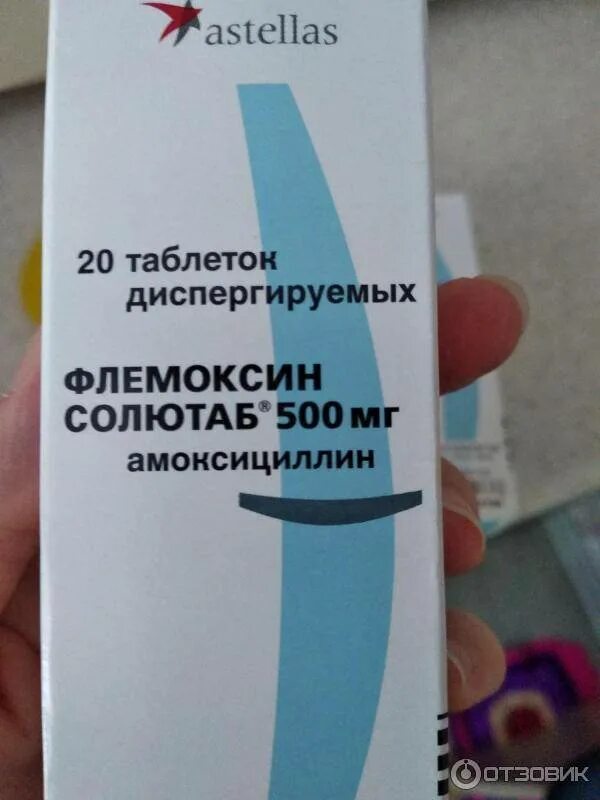 astellas
20 таблеток
диспергируемых
ФЛЕМОКСИН
СОЛЮТАБ® 500 мг
амоксициллин
ОТЗОВИК